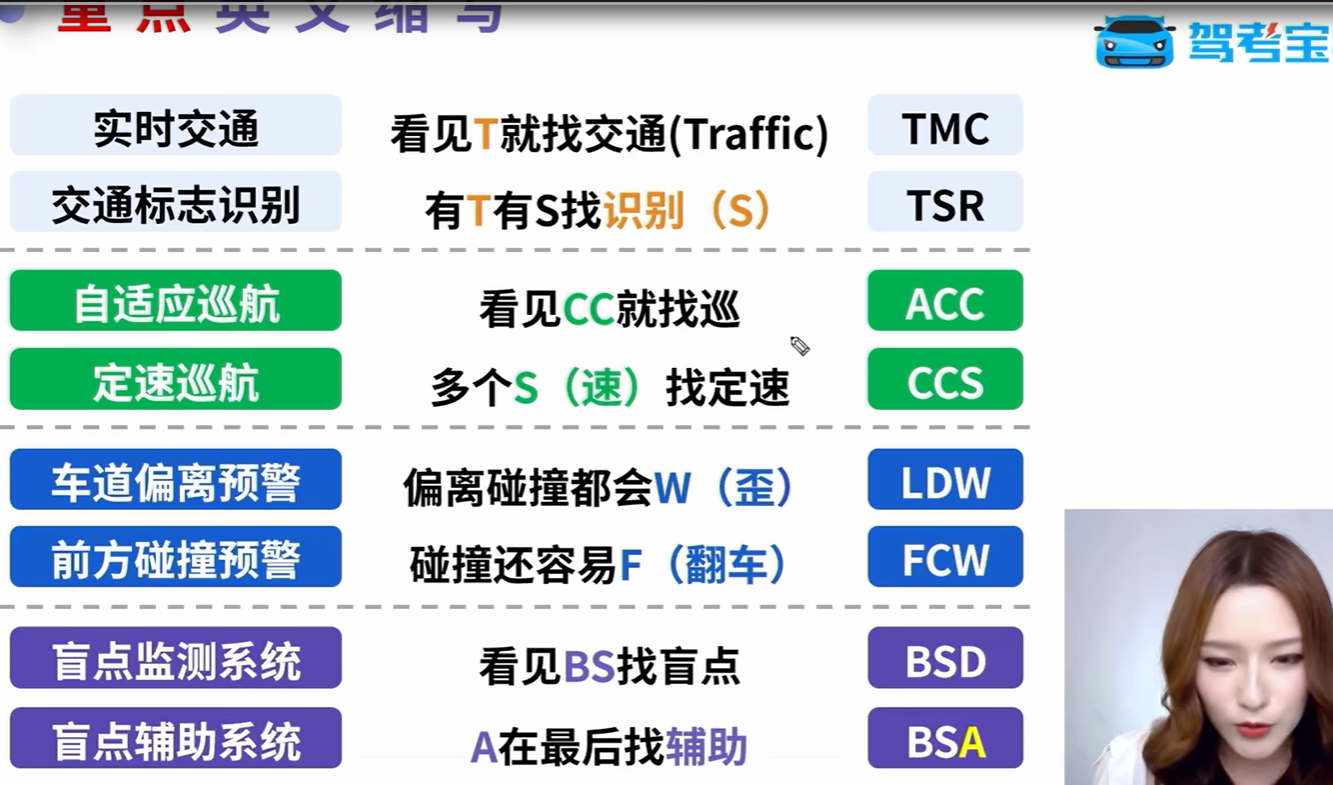 重点英文缩写
驾考宝
实时交通 看见T就找交通(Traffic) TMC
交通标志识别 有T有S找识别（S） TSR
自适应巡航 看见CC就找巡 ACC
定速巡航 多个S（速）找定速 CCS
车道偏离预警 偏离碰撞都会W（歪） LDW
前方碰撞预警 碰撞还容易F（翻车） FCW
盲点监测系统 看见BS找盲点 BSD
盲点辅助系统 A在最后找辅助 BSA